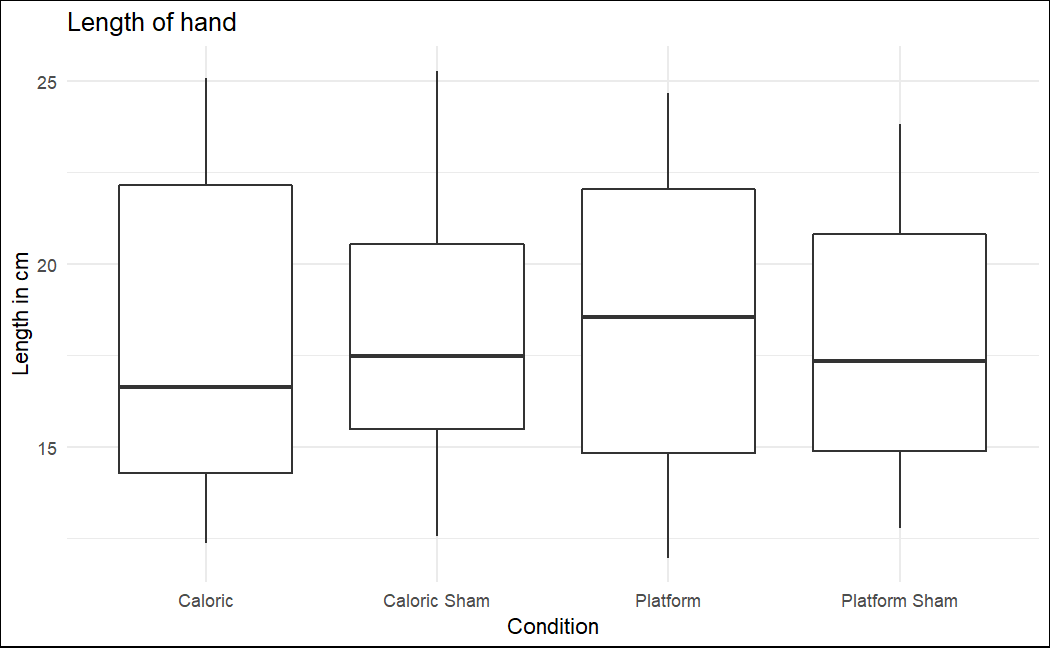 Length of hand
Length in cm
25
20
15
Caloric
Caloric Sham
Platform
Platform Sham
Condition